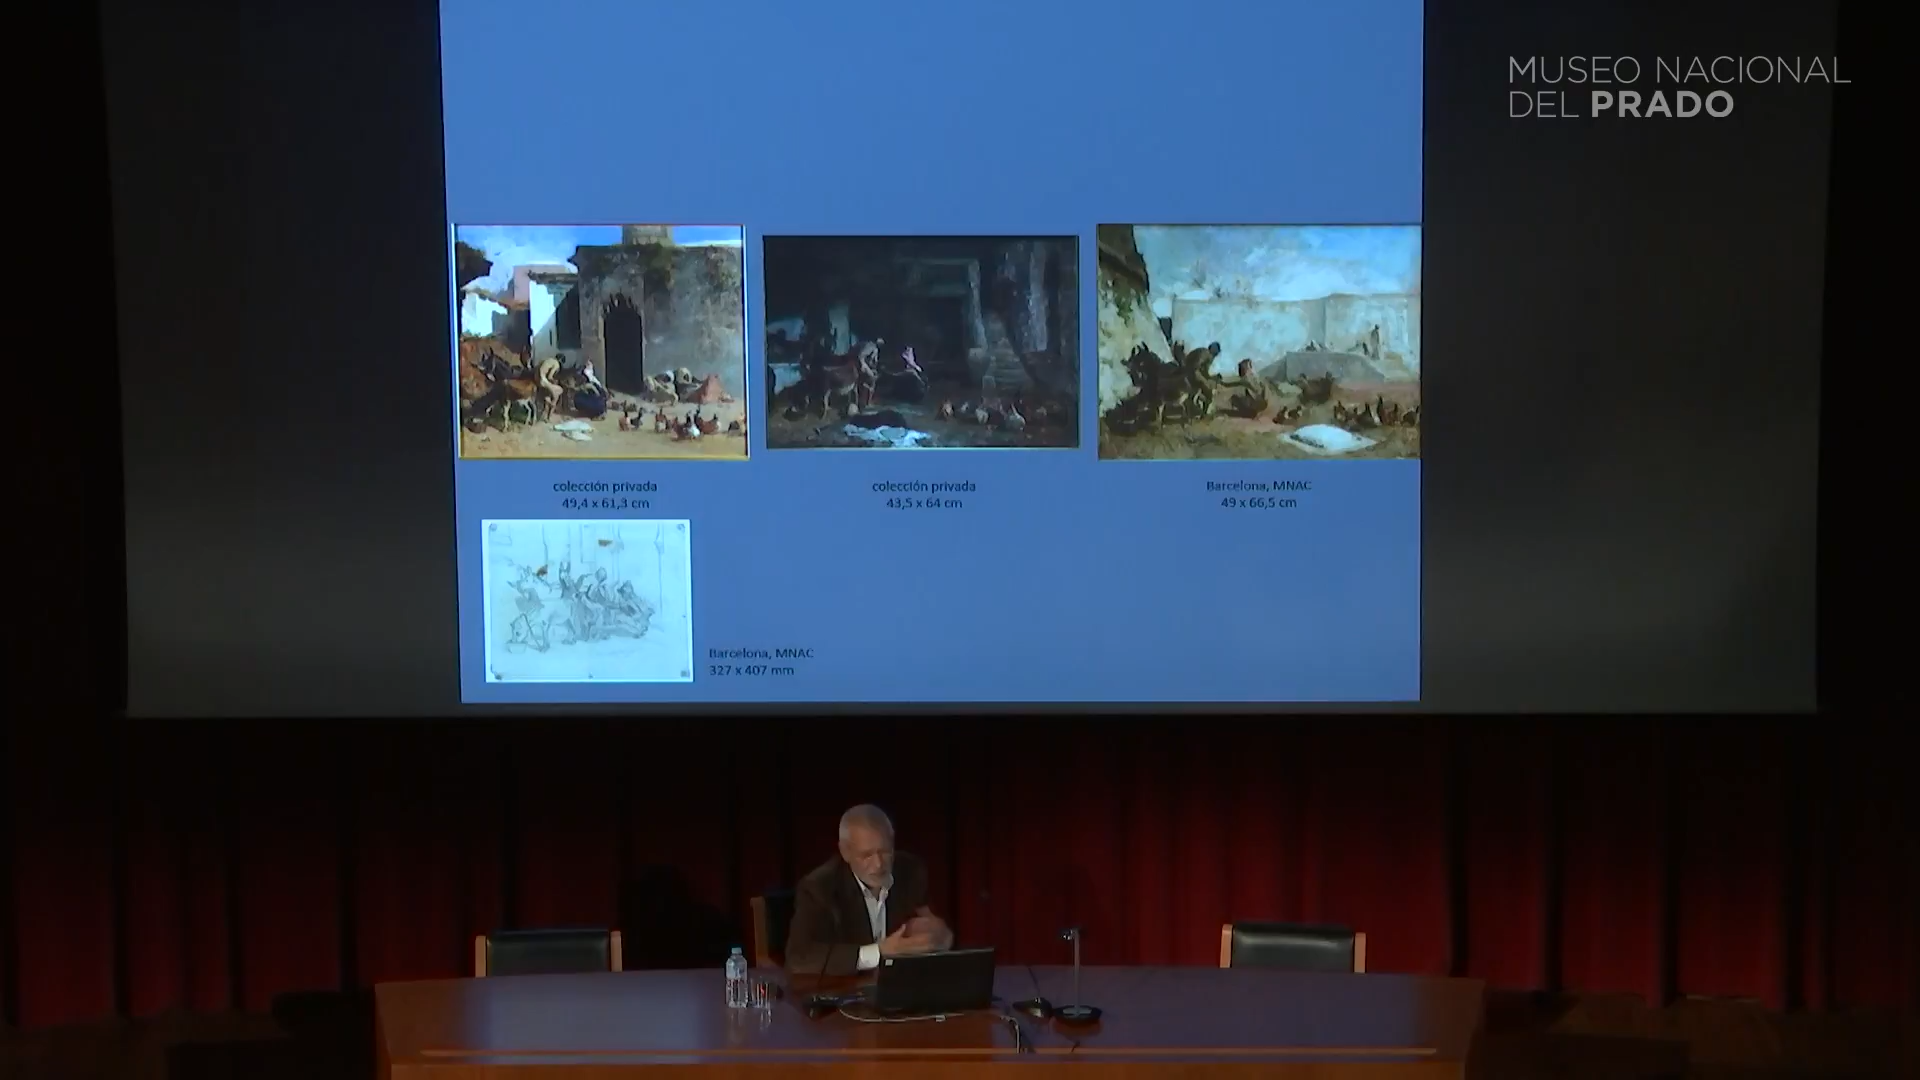 MUSEO NACIONAL
DEL PRADO
colección privada
49,4 x 61,3 cm
colección privada
43,5 x 64 cm
Barcelona, MNAC
49 x 66,5 cm
Barcelona, MNAC
327 x 407 mm